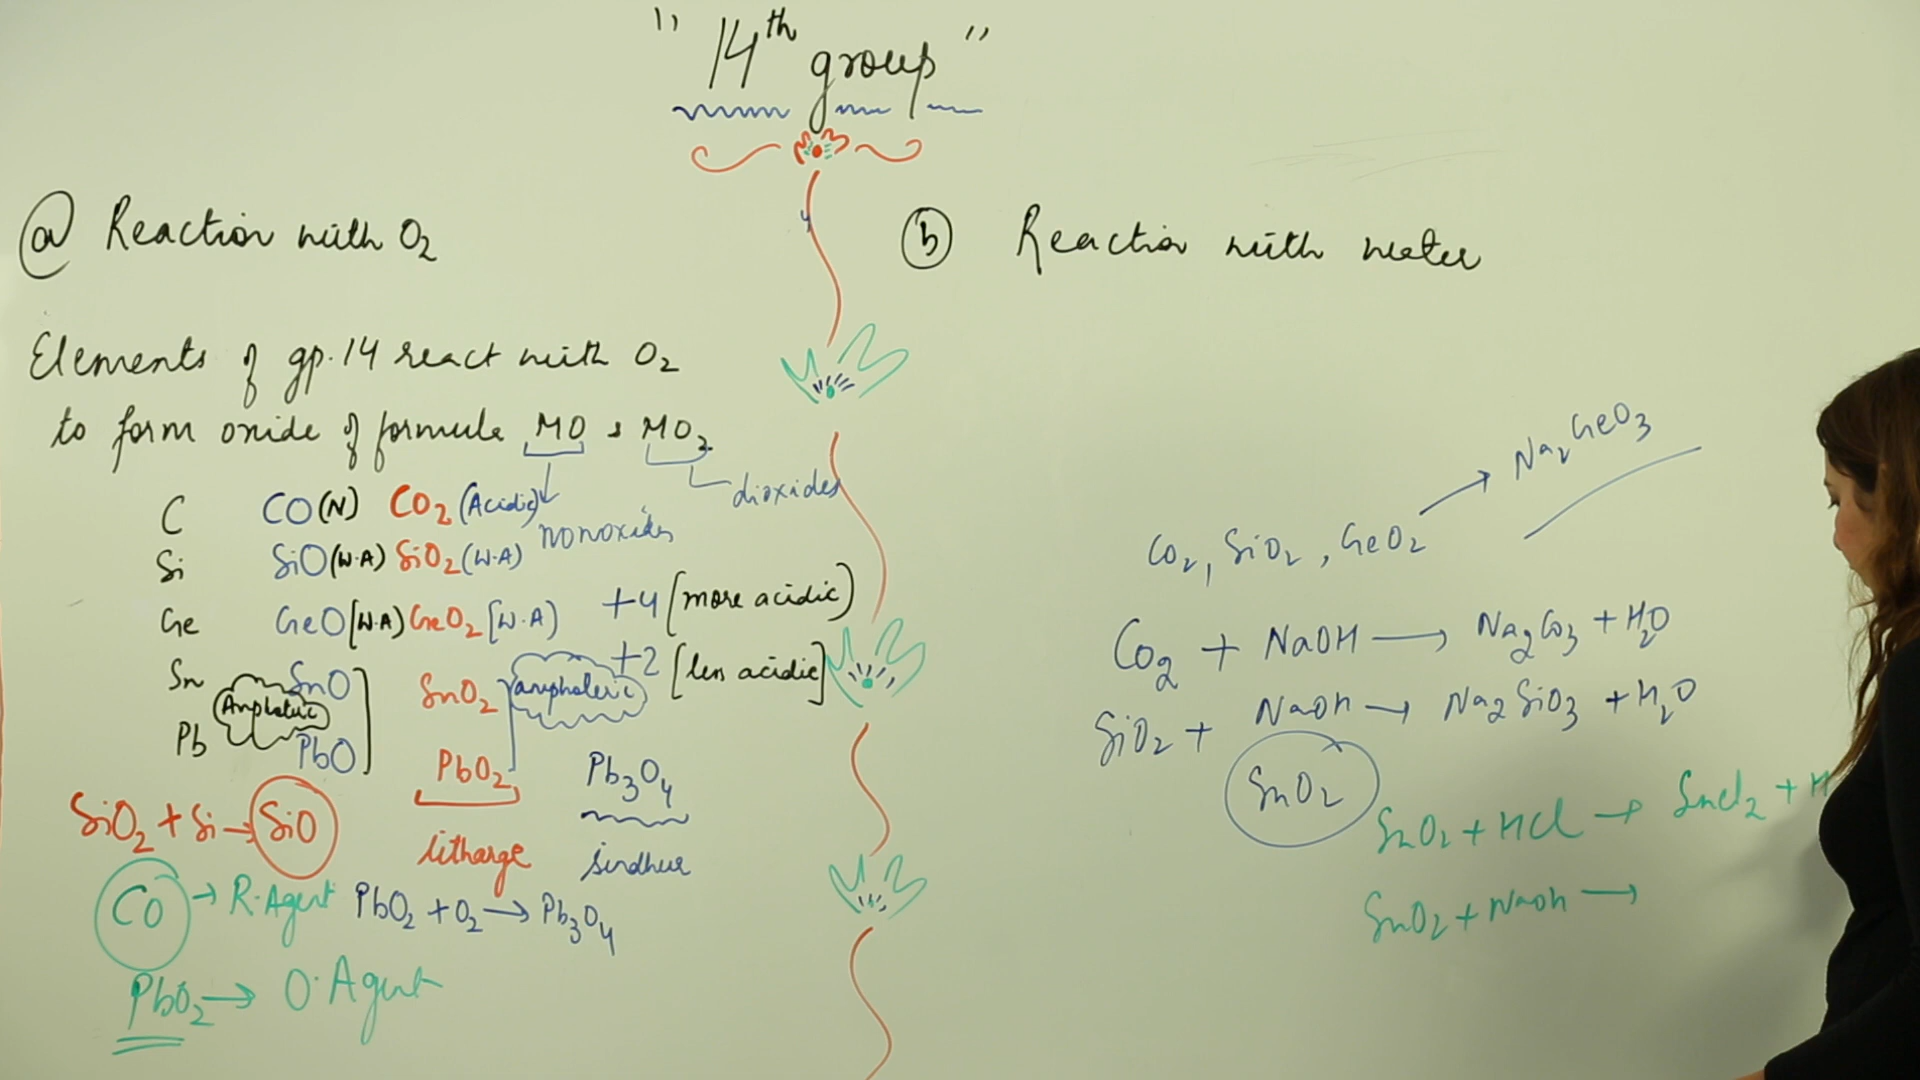 " 14th group "
ⓐ Reaction with O₂
Elements of gp.14 react with O₂
to form oxide of formula MO & MO₂
dioxides
monoxides
C CO(N) CO₂(Acidic)
Si SiO(W.A) SiO₂(W.A)
Ge GeO[W.A) GeO₂[W.A)
+4 [more acidic)
+2 [less acidic]
Sn SnO SnO₂
Amphoteric
amphoteric
Pb PbO PbO₂ Pb₃O₄
litharge sindhur
SiO₂ + Si → SiO
CO → R.Agent
PbO₂ + O₂ → Pb₃O₄
PbO₂ → O.Agent
ⓑ Reaction with water
CO₂, SiO₂, GeO₂ → Na₂GeO₃
CO₂ + NaOH → Na₂CO₃ + H₂O
SiO₂ + NaOH → Na₂SiO₃ + H₂O
SnO₂
SnO₂ + HCl → SnCl₂ + H
SnO₂ + NaOH →